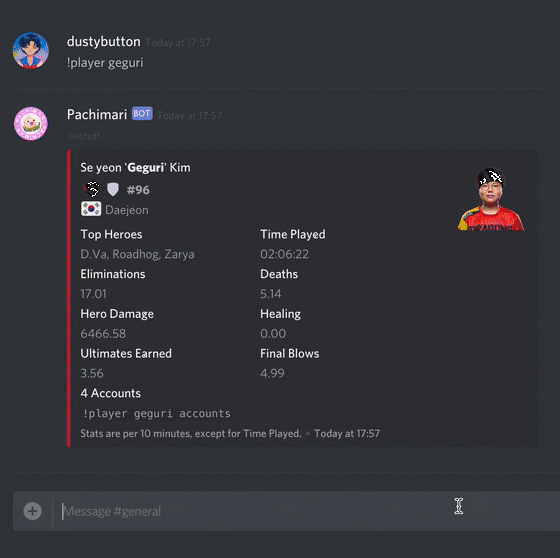 dustybutton Today at 17:57
!player geguri
Pachimari BOT Today at 17:57
(edited)
Se yeon 'Geguri' Kim
#96
Daejeon
Top Heroes Time Played
D.Va, Roadhog, Zarya 02:06:22
Eliminations Deaths
17.01 5.14
Hero Damage Healing
6466.58 0.00
Ultimates Earned Final Blows
3.56 4.99
4 Accounts
!player geguri accounts
Stats are per 10 minutes, except for Time Played. • Today at 17:57
Message #general